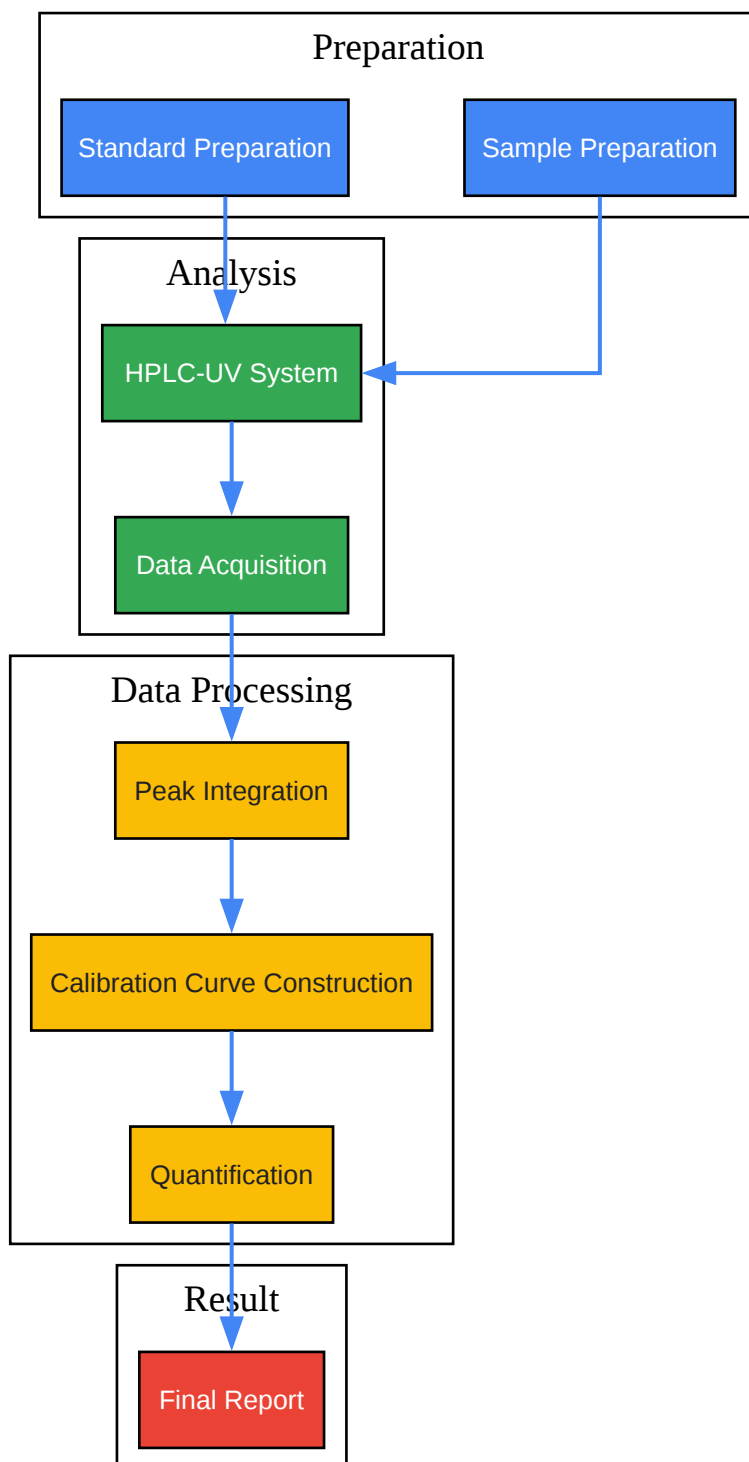 Preparation
Standard Preparation
Sample Preparation
Analysis
HPLC-UV System
Data Acquisition
Data Processing
Peak Integration
Calibration Curve Construction
Quantification
Result
Final Report